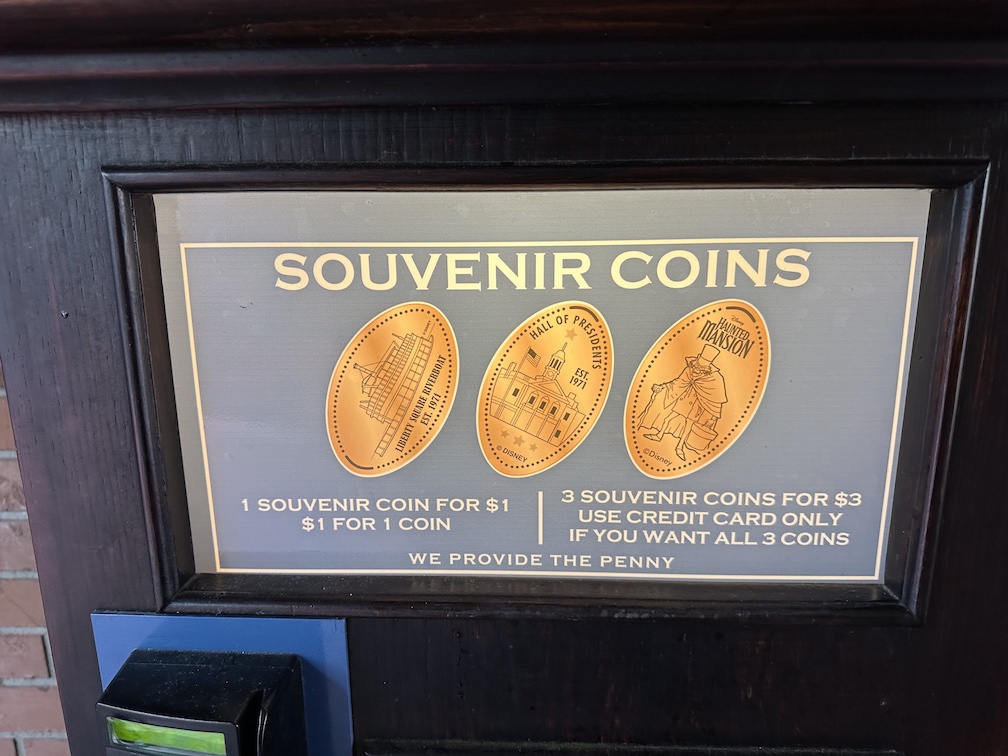 SOUVENIR COINS
LIBERTY SQUARE RIVERBOAT
EST. 1971
HALL OF PRESIDENTS
EST.
1971
© DISNEY
Disney
HAUNTED
MANSION
©Disney
1 SOUVENIR COIN FOR $1
$1 FOR 1 COIN
3 SOUVENIR COINS FOR $3
USE CREDIT CARD ONLY
IF YOU WANT ALL 3 COINS
WE PROVIDE THE PENNY